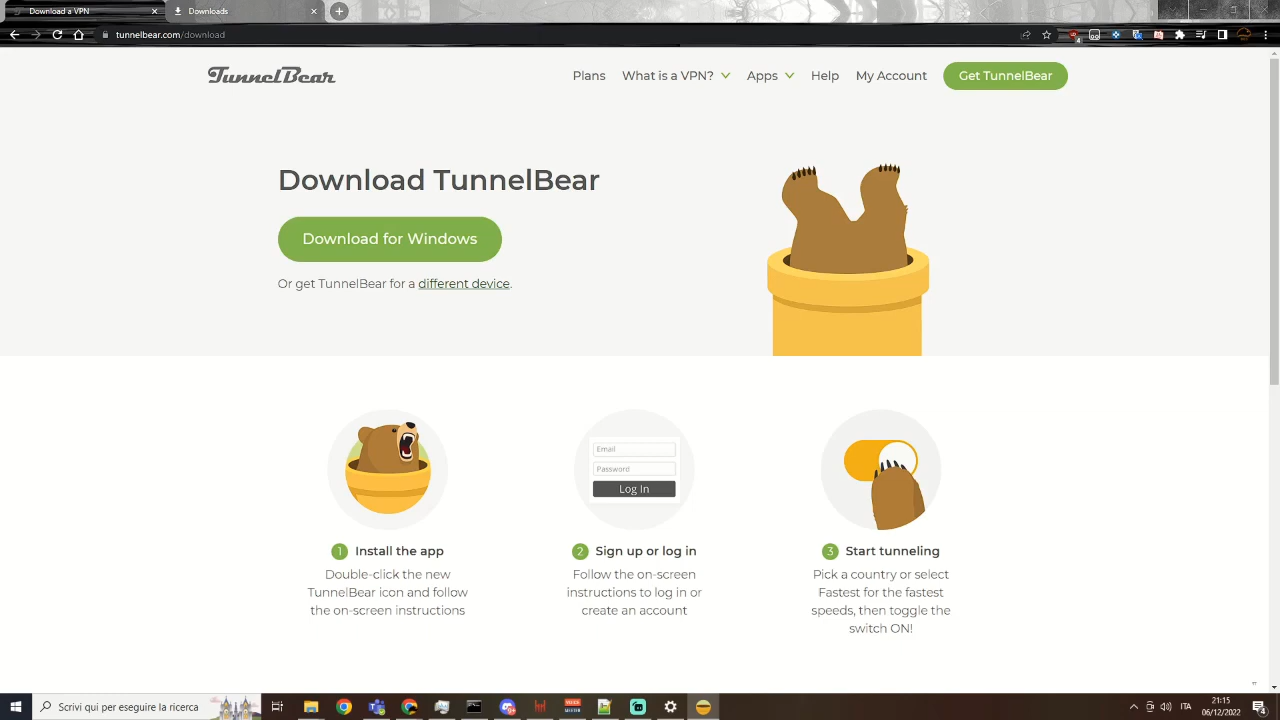 Download a VPN
Downloads
tunnelbear.com/download
TunnelBear
Plans
What is a VPN?
Apps
Help
My Account
Get TunnelBear
Download TunnelBear
Download for Windows
Or get TunnelBear for a different device.
Email
Password
Log In
1 Install the app
Double-click the new
TunnelBear icon and follow
the on-screen instructions
2 Sign up or log in
Follow the on-screen
instructions to log in or
create an account
3 Start tunneling
Pick a country or select
Fastest for the fastest
speeds, then toggle the
switch ON!
Scrivi qui per eseguire la ricerca
ITA
21:15
06/12/2022